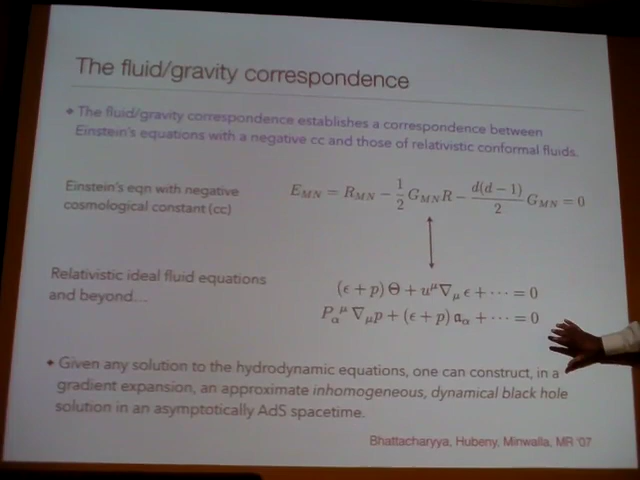 The fluid/gravity correspondence
✦ The fluid/gravity correspondence establishes a correspondence between
Einstein's equations with a negative cc and those of relativistic conformal fluids.
Einstein's eqn with negative
cosmological constant (cc)
E_{MN} = R_{MN} − \frac{1}{2} G_{MN} R − \frac{d(d−1)}{2} G_{MN} = 0
Relativistic ideal fluid equations
and beyond...
(ϵ + p) Θ + u^μ ∇_μ ϵ + ⋯ = 0
P_α^μ ∇_μ p + (ϵ + p) 𝔞_α + ⋯ = 0
✦ Given any solution to the hydrodynamic equations, one can construct, in a
gradient expansion, an approximate inhomogeneous, dynamical black hole
solution in an asymptotically AdS spacetime.
Bhattacharyya, Hubeny, Minwalla, MR '07